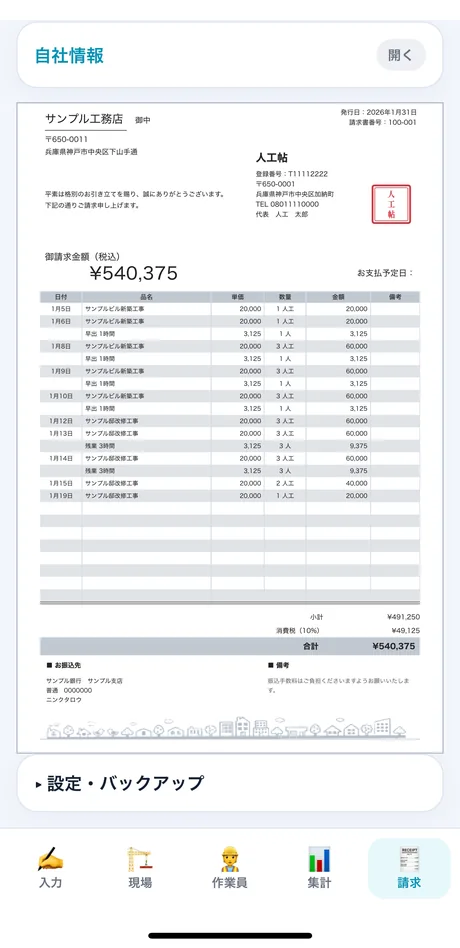 自社情報
開く
サンプル工務店 御中
〒650-0011
兵庫県神戸市中央区下山手通
発行日：2026年1月31日
請求書番号：100-001
平素は格別のお引き立てを賜り、誠にありがとうございます。
下記の通りご請求申し上げます。
人工帖
登録番号：T11112222
〒650-0001
兵庫県神戸市中央区加納町
TEL 08011110000
代表 人工 太郎
人工帖
御請求金額（税込）
¥540,375
お支払予定日：
日付 品名 単価 数量 金額 備考
1月5日 サンプルビル新築工事 20,000 1 人工 20,000
1月6日 サンプルビル新築工事 20,000 1 人工 20,000
早出 1時間 3,125 1 人 3,125
1月8日 サンプルビル新築工事 20,000 3 人工 60,000
早出 1時間 3,125 1 人 3,125
1月9日 サンプルビル新築工事 20,000 3 人工 60,000
早出 1時間 3,125 1 人 3,125
1月10日 サンプルビル新築工事 20,000 3 人工 60,000
早出 1時間 3,125 1 人 3,125
1月12日 サンプル邸改修工事 20,000 3 人工 60,000
1月13日 サンプル邸改修工事 20,000 3 人工 60,000
残業 3時間 3,125 3 人 9,375
1月14日 サンプル邸改修工事 20,000 3 人工 60,000
残業 3時間 3,125 3 人 9,375
1月15日 サンプル邸改修工事 20,000 2 人工 40,000
1月19日 サンプル邸改修工事 20,000 1 人工 20,000
小計 ¥491,250
消費税（10%） ¥49,125
合計 ¥540,375
■ お振込先
サンプル銀行 サンプル支店
普通 0000000
ニンクタロウ
■ 備考
振込手数料はご負担くださいますようお願いいたしま
す。
▸ 設定・バックアップ
RECEIPT
入力 現場 作業員 集計 請求